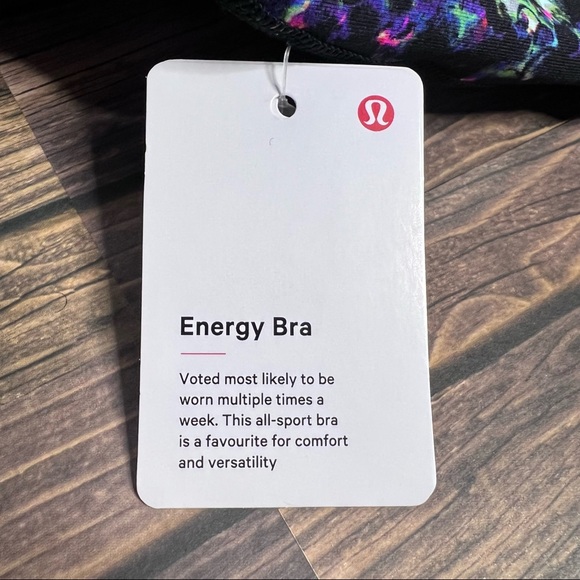 Energy Bra
Voted most likely to be
worn multiple times a
week. This all-sport bra
is a favourite for comfort
and versatility